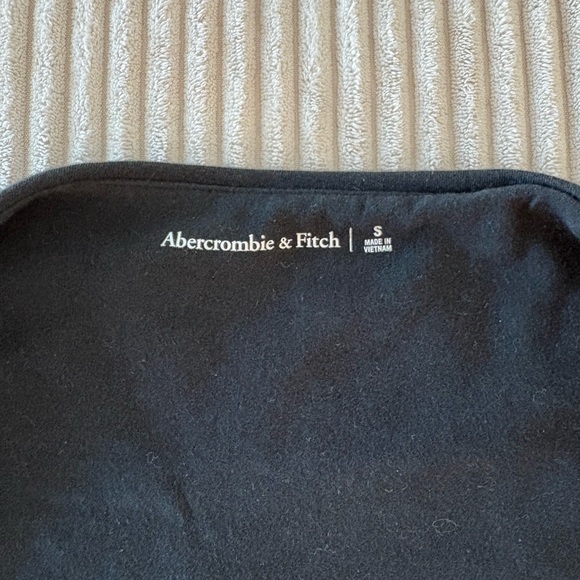 Abercrombie & Fitch | S
MADE IN
VIETNAM